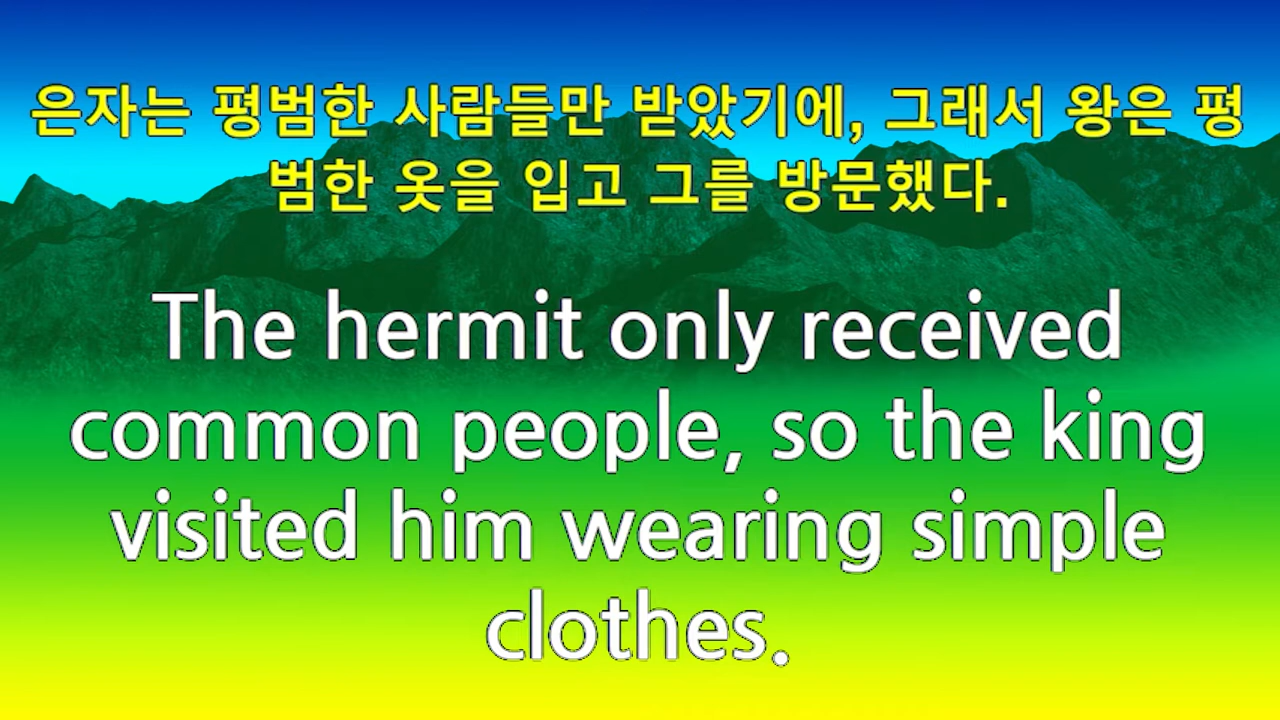 은자는 평범한 사람들만 받았기에, 그래서 왕은 평
범한 옷을 입고 그를 방문했다.
The hermit only received
common people, so the king
visited him wearing simple
clothes.